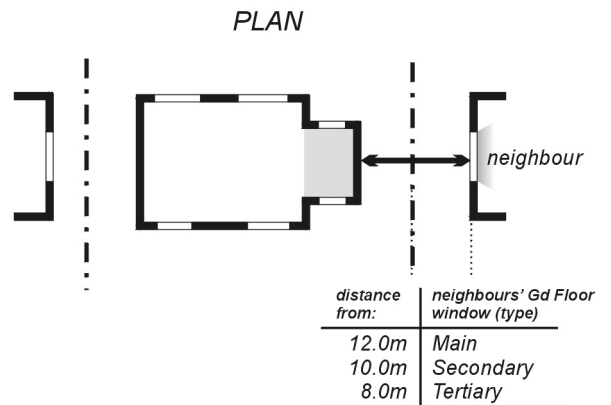 PLAN
neighbour
distance from: neighbours' Gd Floor window (type)
12.0m Main
10.0m Secondary
8.0m Tertiary